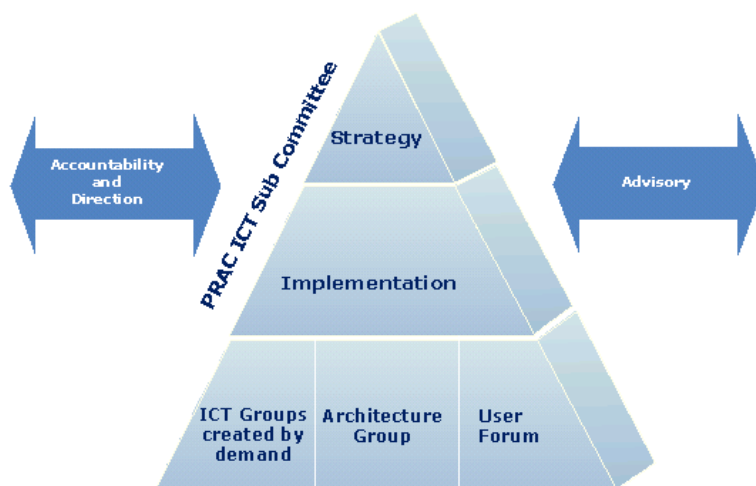 PRAC ICT Sub Committee
Strategy
Accountability
and
Direction
Advisory
Implementation
ICT Groups
created by
demand
Architecture
Group
User
Forum